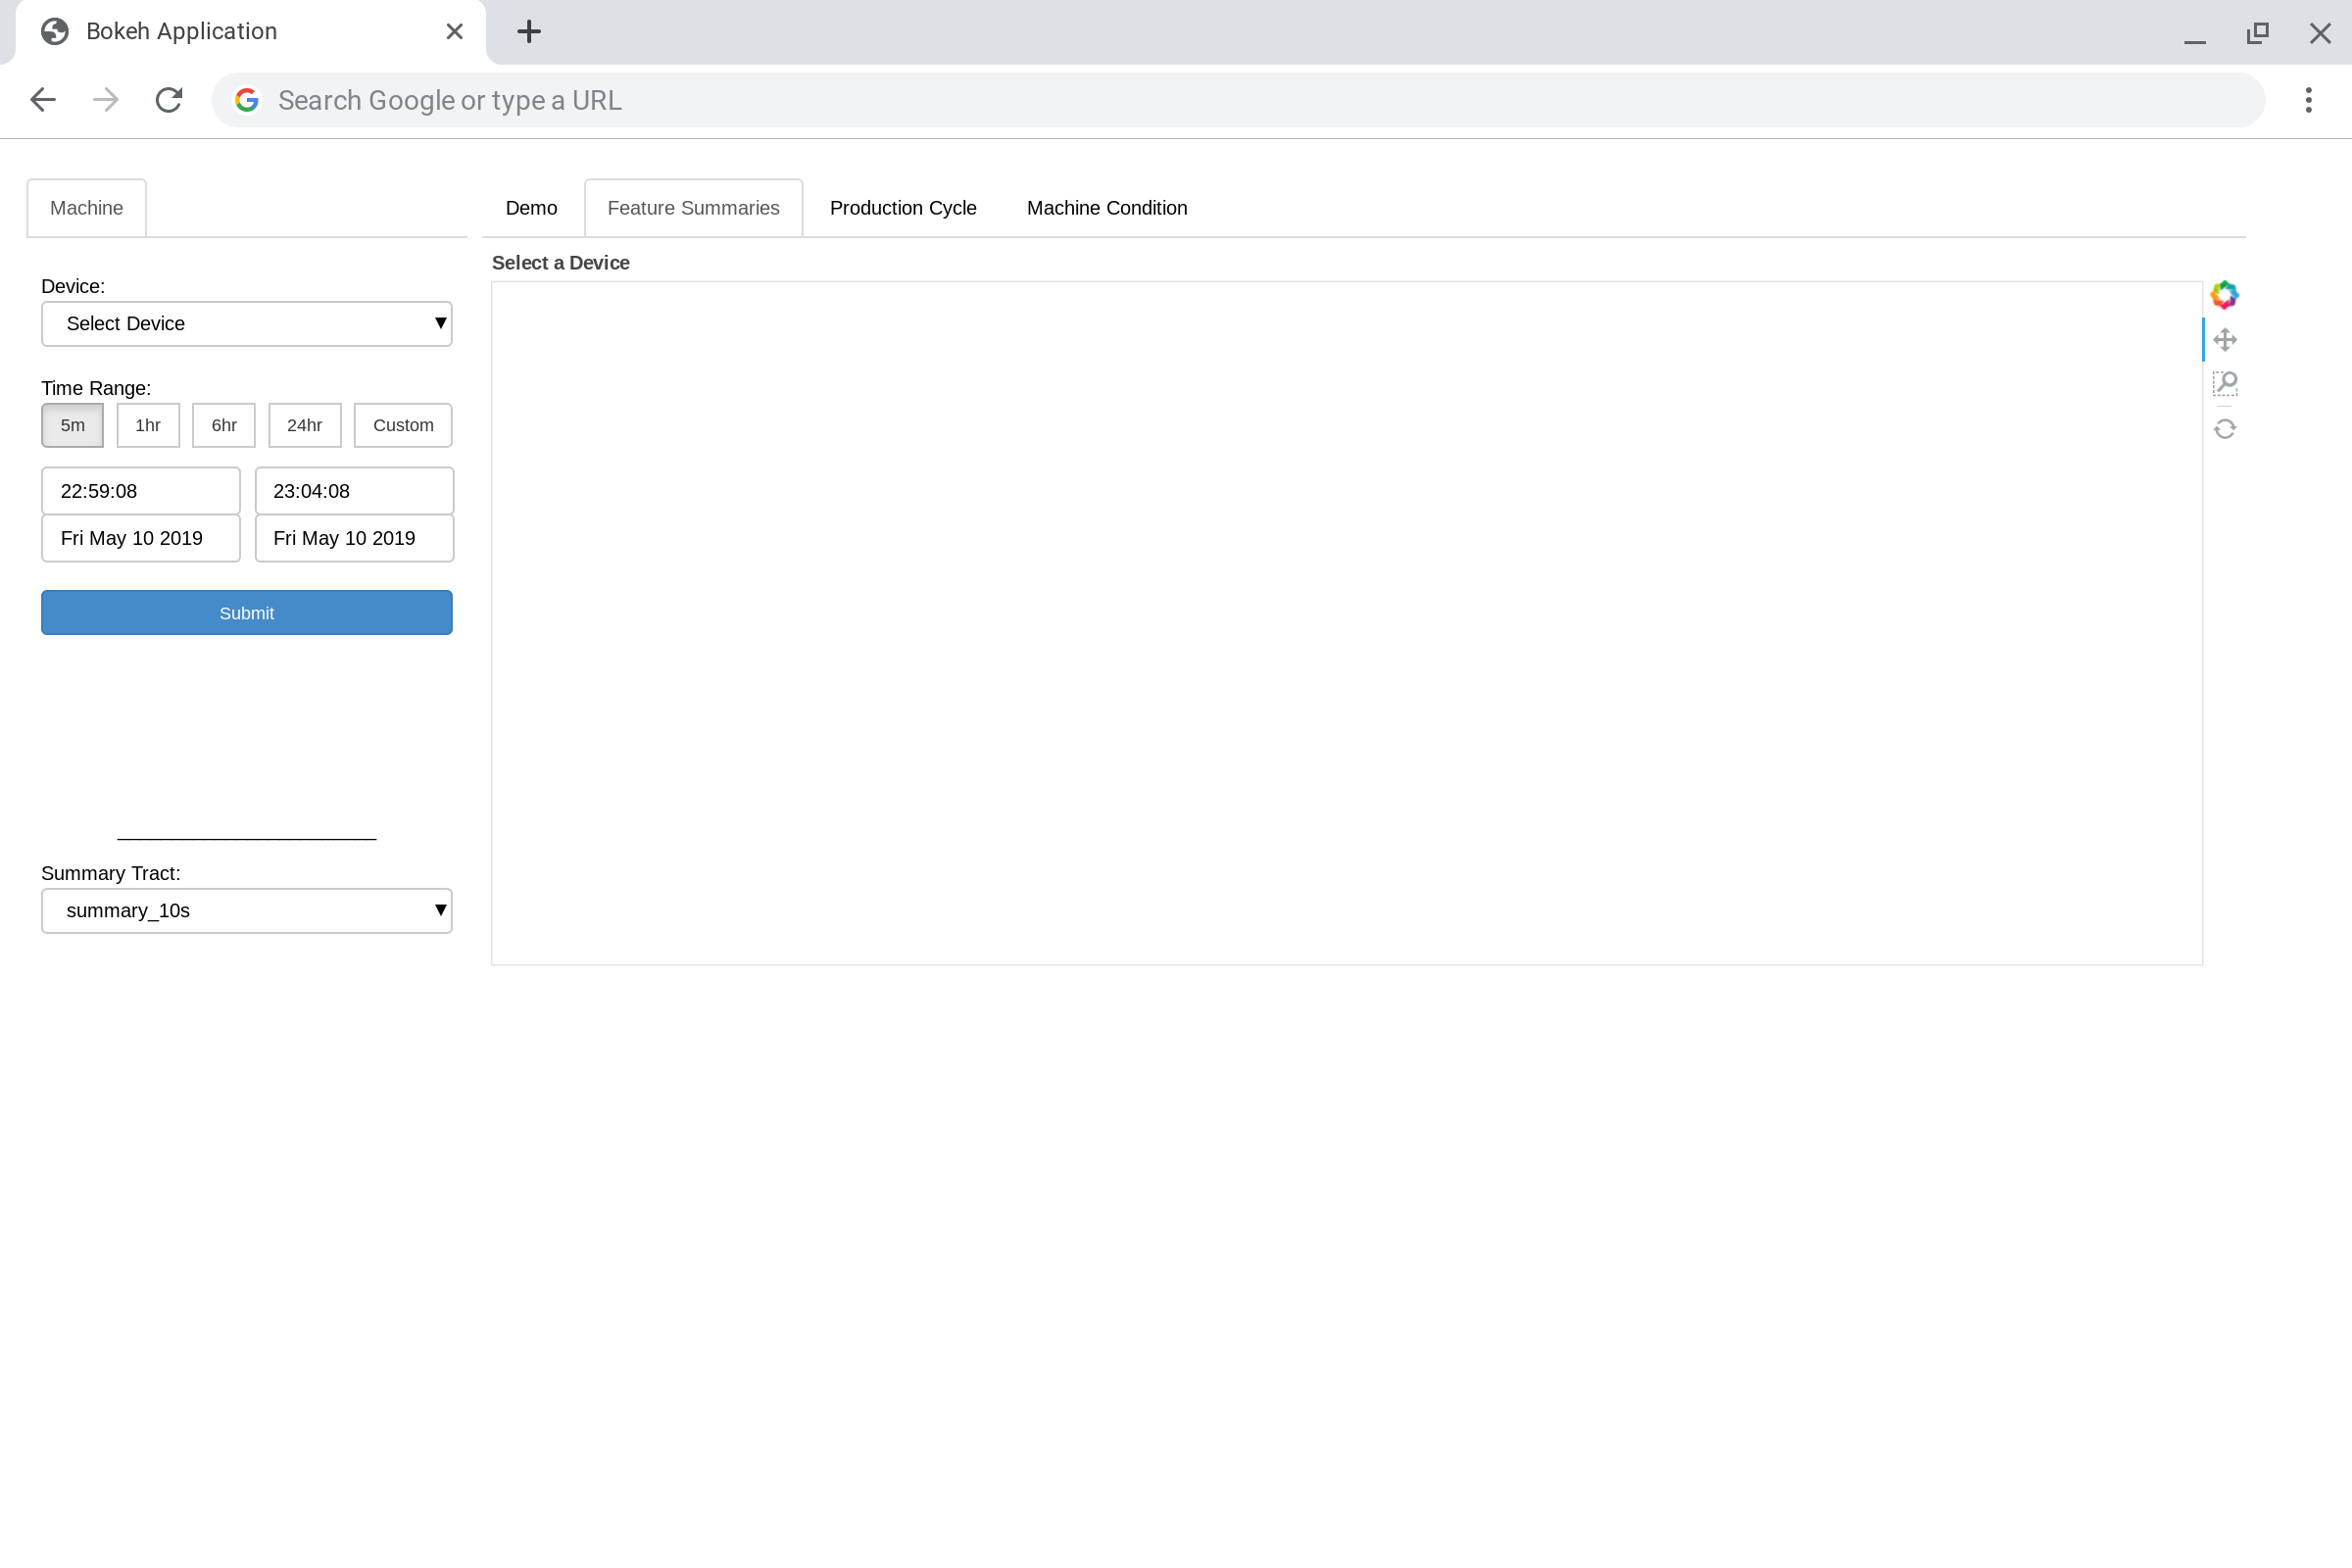 Bokeh Application
Search Google or type a URL
Machine
Demo Feature Summaries Production Cycle Machine Condition
Select a Device
Device:
Select Device
Time Range:
5m 1hr 6hr 24hr Custom
22:59:08 23:04:08
Fri May 10 2019 Fri May 10 2019
Submit
Summary Tract:
summary_10s